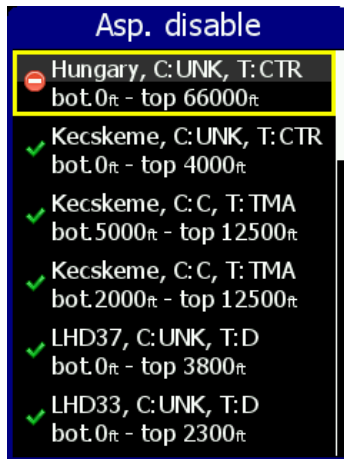 Asp. disable
Hungary, C:UNK, T:CTR
bot.0ft - top 66000ft
Kecskeme, C:UNK, T:CTR
bot.0ft - top 4000ft
Kecskeme, C:C, T:TMA
bot.5000ft - top 12500ft
Kecskeme, C:C, T:TMA
bot.2000ft - top 12500ft
LHD37, C:UNK, T:D
bot.0ft - top 3800ft
LHD33, C:UNK, T:D
bot.0ft - top 2300ft